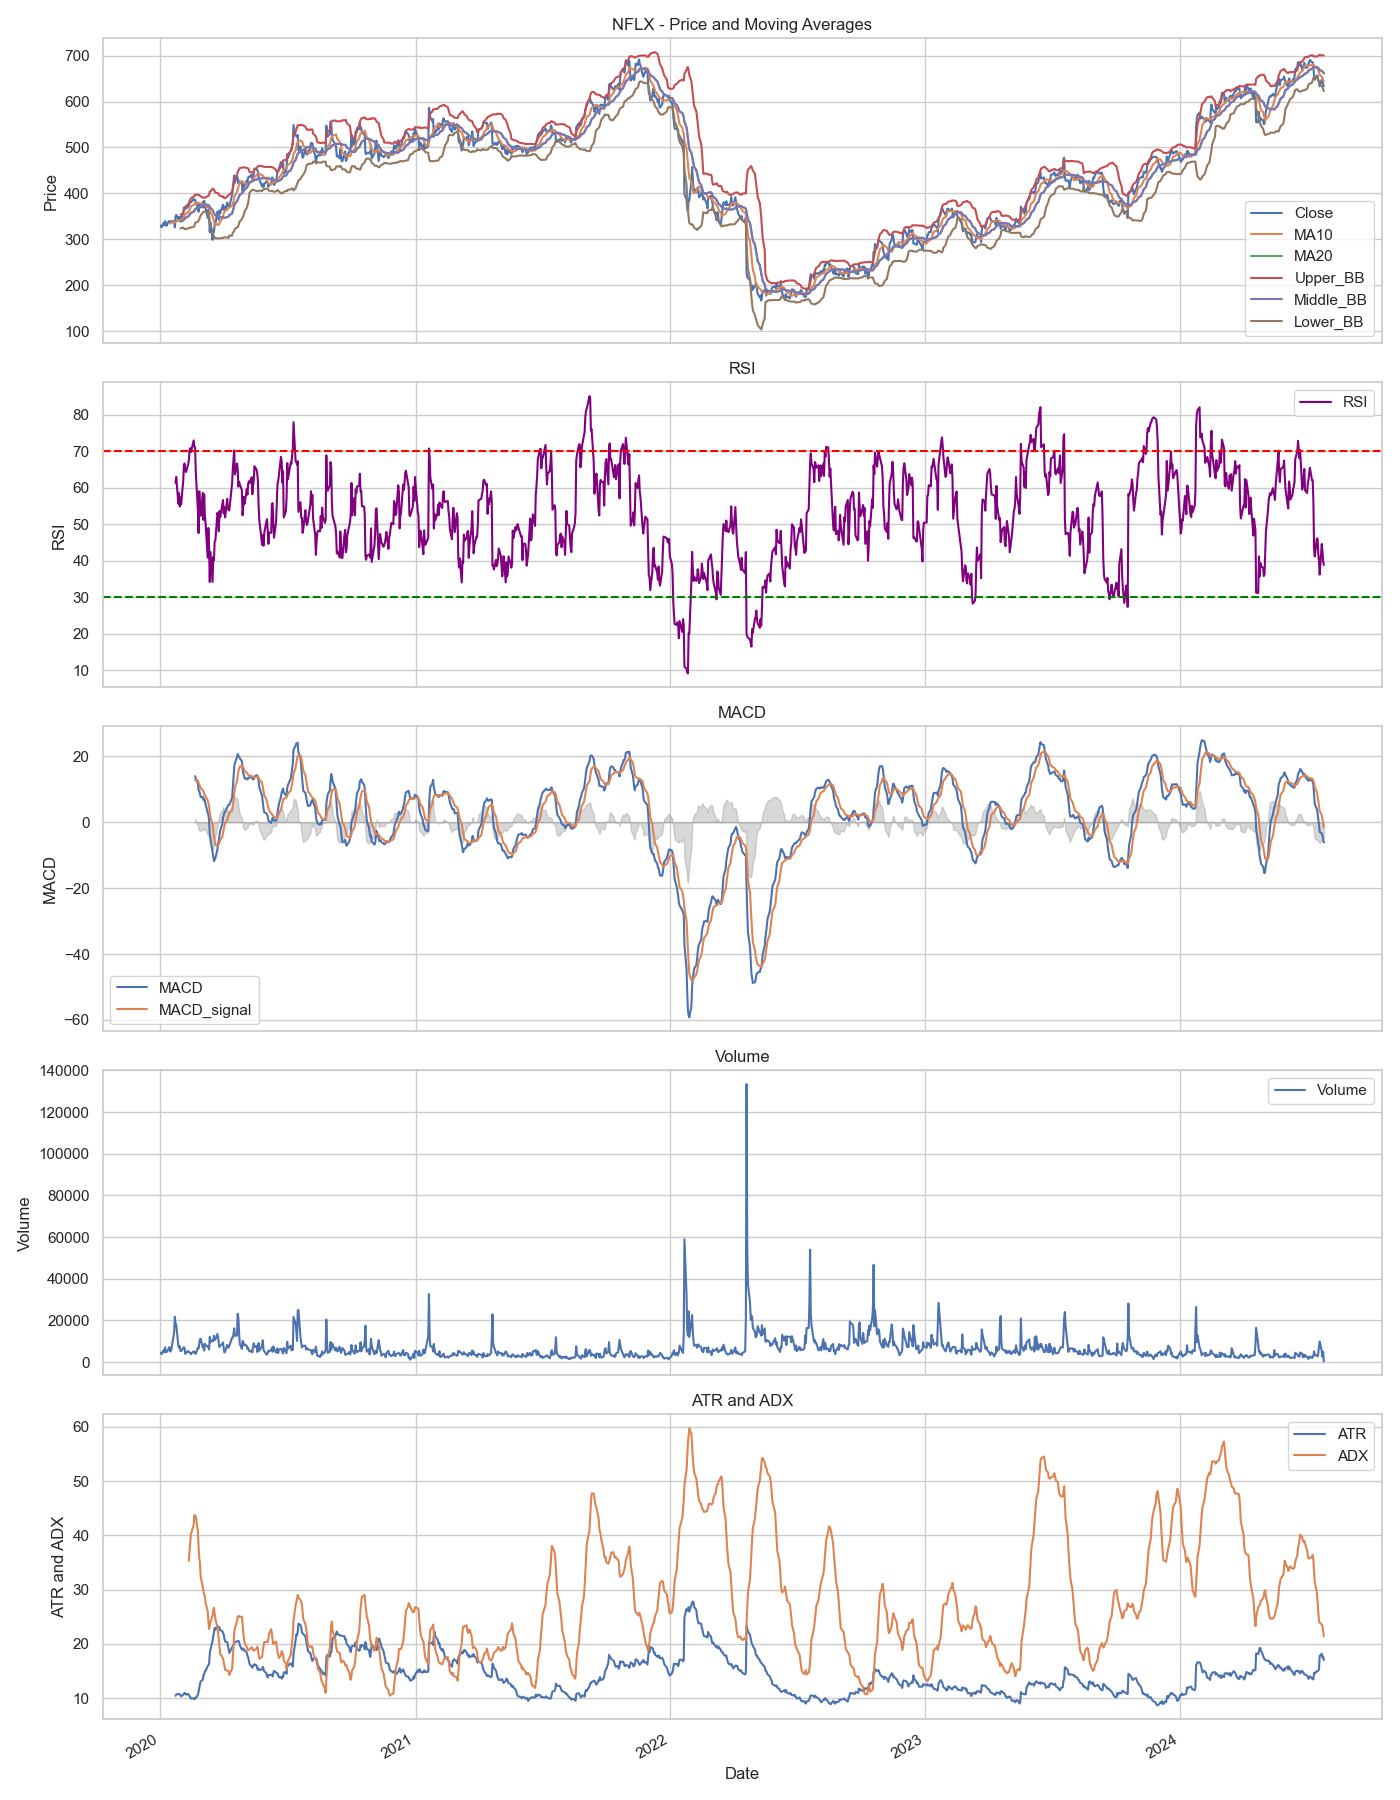 NFLX - Price and Moving Averages
700
600
500
400
300
200
100
Price
Close
MA10
MA20
Upper_BB
Middle_BB
Lower_BB
RSI
80
70
60
50
40
30
20
10
RSI
RSI
MACD
20
0
−20
−40
−60
MACD
MACD
MACD_signal
Volume
140000
120000
100000
80000
60000
40000
20000
0
Volume
Volume
ATR and ADX
60
50
40
30
20
10
ATR and ADX
ATR
ADX
2020
2021
2022
2023
2024
Date